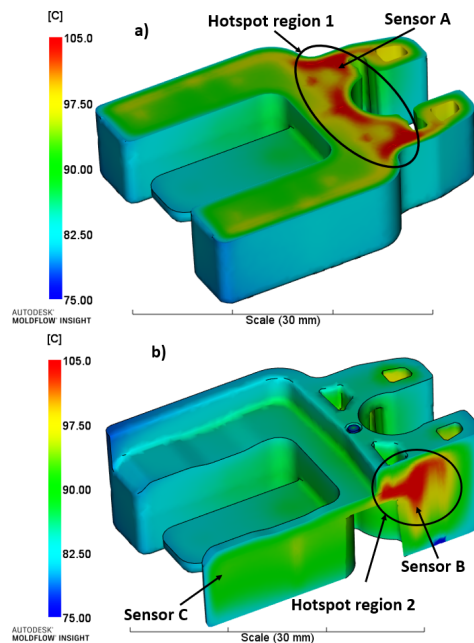 [C]
a)
Hotspot region 1
Sensor A
105.0
97.50
90.00
82.50
75.00
AUTODESK
MOLDFLOW INSIGHT
Scale (30 mm)
[C]
b)
105.0
97.50
90.00
82.50
75.00
Sensor C
Sensor B
Hotspot region 2
AUTODESK
MOLDFLOW INSIGHT
Scale (30 mm)